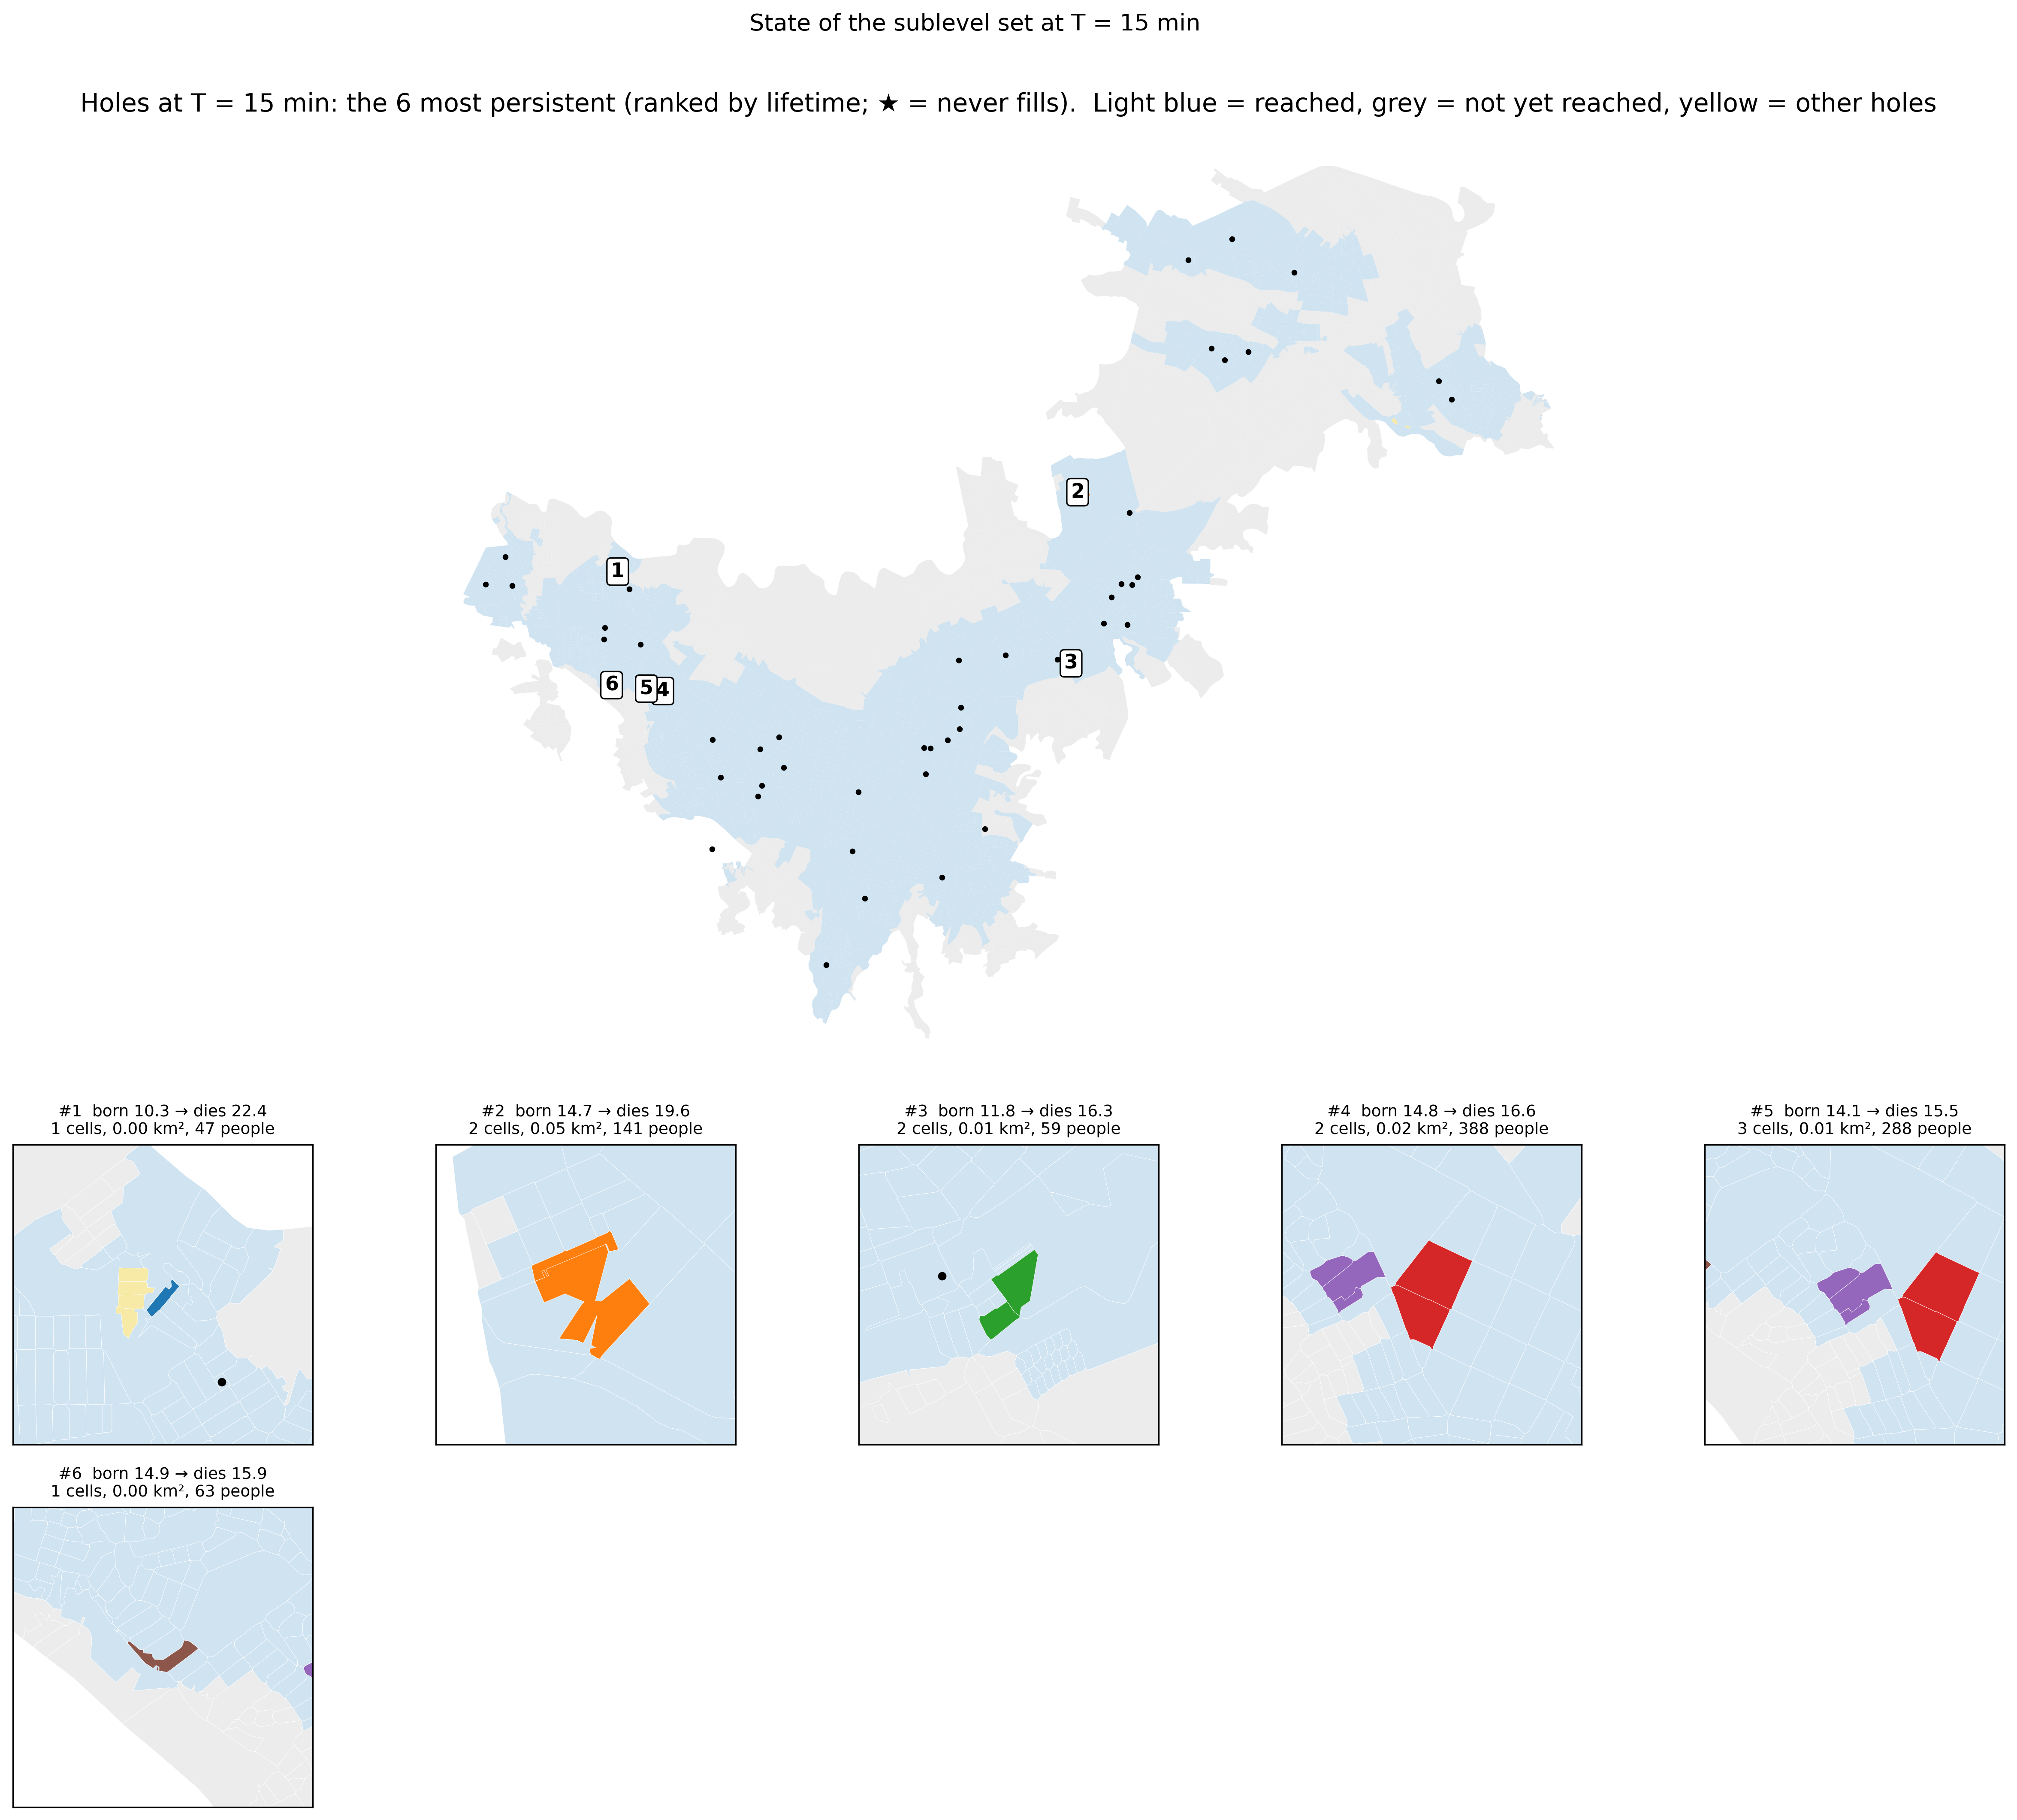 State of the sublevel set at T = 15 min
Holes at T = 15 min: the 6 most persistent (ranked by lifetime; ★ = never fills).  Light blue = reached, grey = not yet reached, yellow = other holes
2
1
3
6
5
4
#1  born 10.3 → dies 22.4
1 cells, 0.00 km², 47 people
#2  born 14.7 → dies 19.6
2 cells, 0.05 km², 141 people
#3  born 11.8 → dies 16.3
2 cells, 0.01 km², 59 people
#4  born 14.8 → dies 16.6
2 cells, 0.02 km², 388 people
#5  born 14.1 → dies 15.5
3 cells, 0.01 km², 288 people
#6  born 14.9 → dies 15.9
1 cells, 0.00 km², 63 people